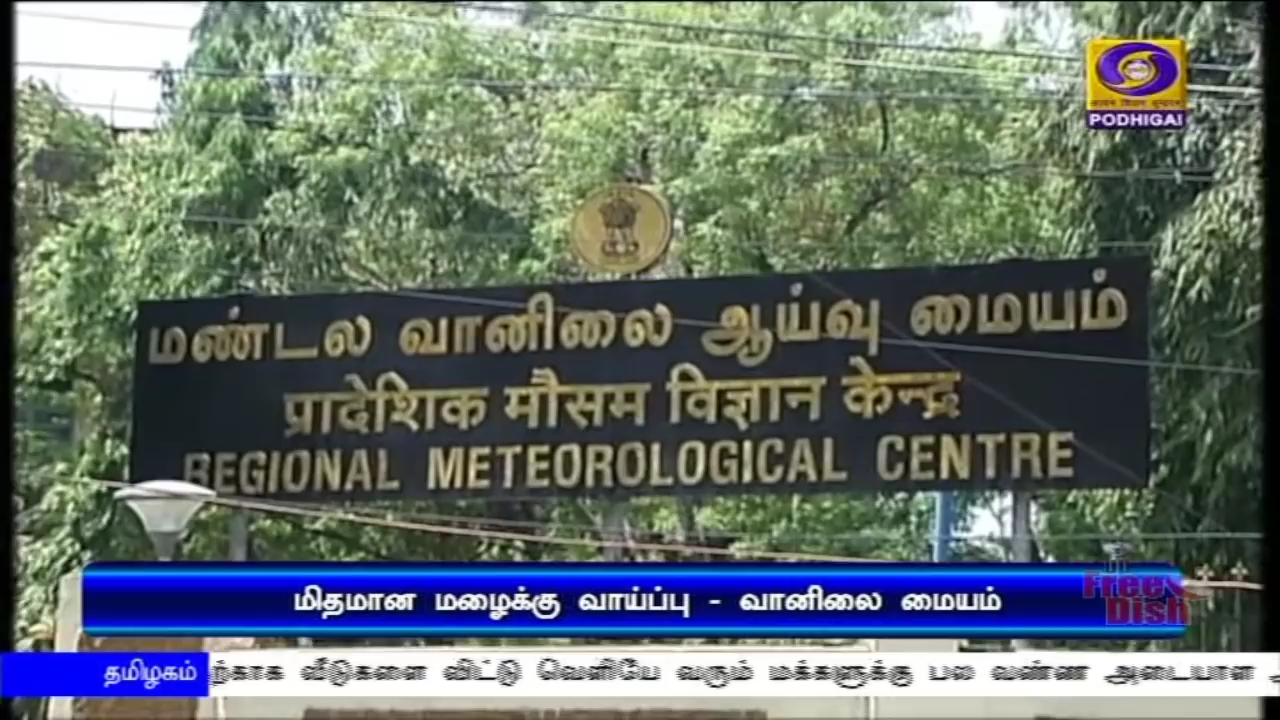 PODHIGAI
மண்டல வானிலை ஆய்வு மையம்
प्रादेशिक मौसम विज्ञान केन्द्र
REGIONAL METEOROLOGICAL CENTRE
மிதமான மழைக்கு வாய்ப்பு - வானிலை மையம்
Free Dish
தமிழகம் ற்காக வீடுகளை விட்டு வெளியே வரும் மக்களுக்கு பல வண்ண அடையாள